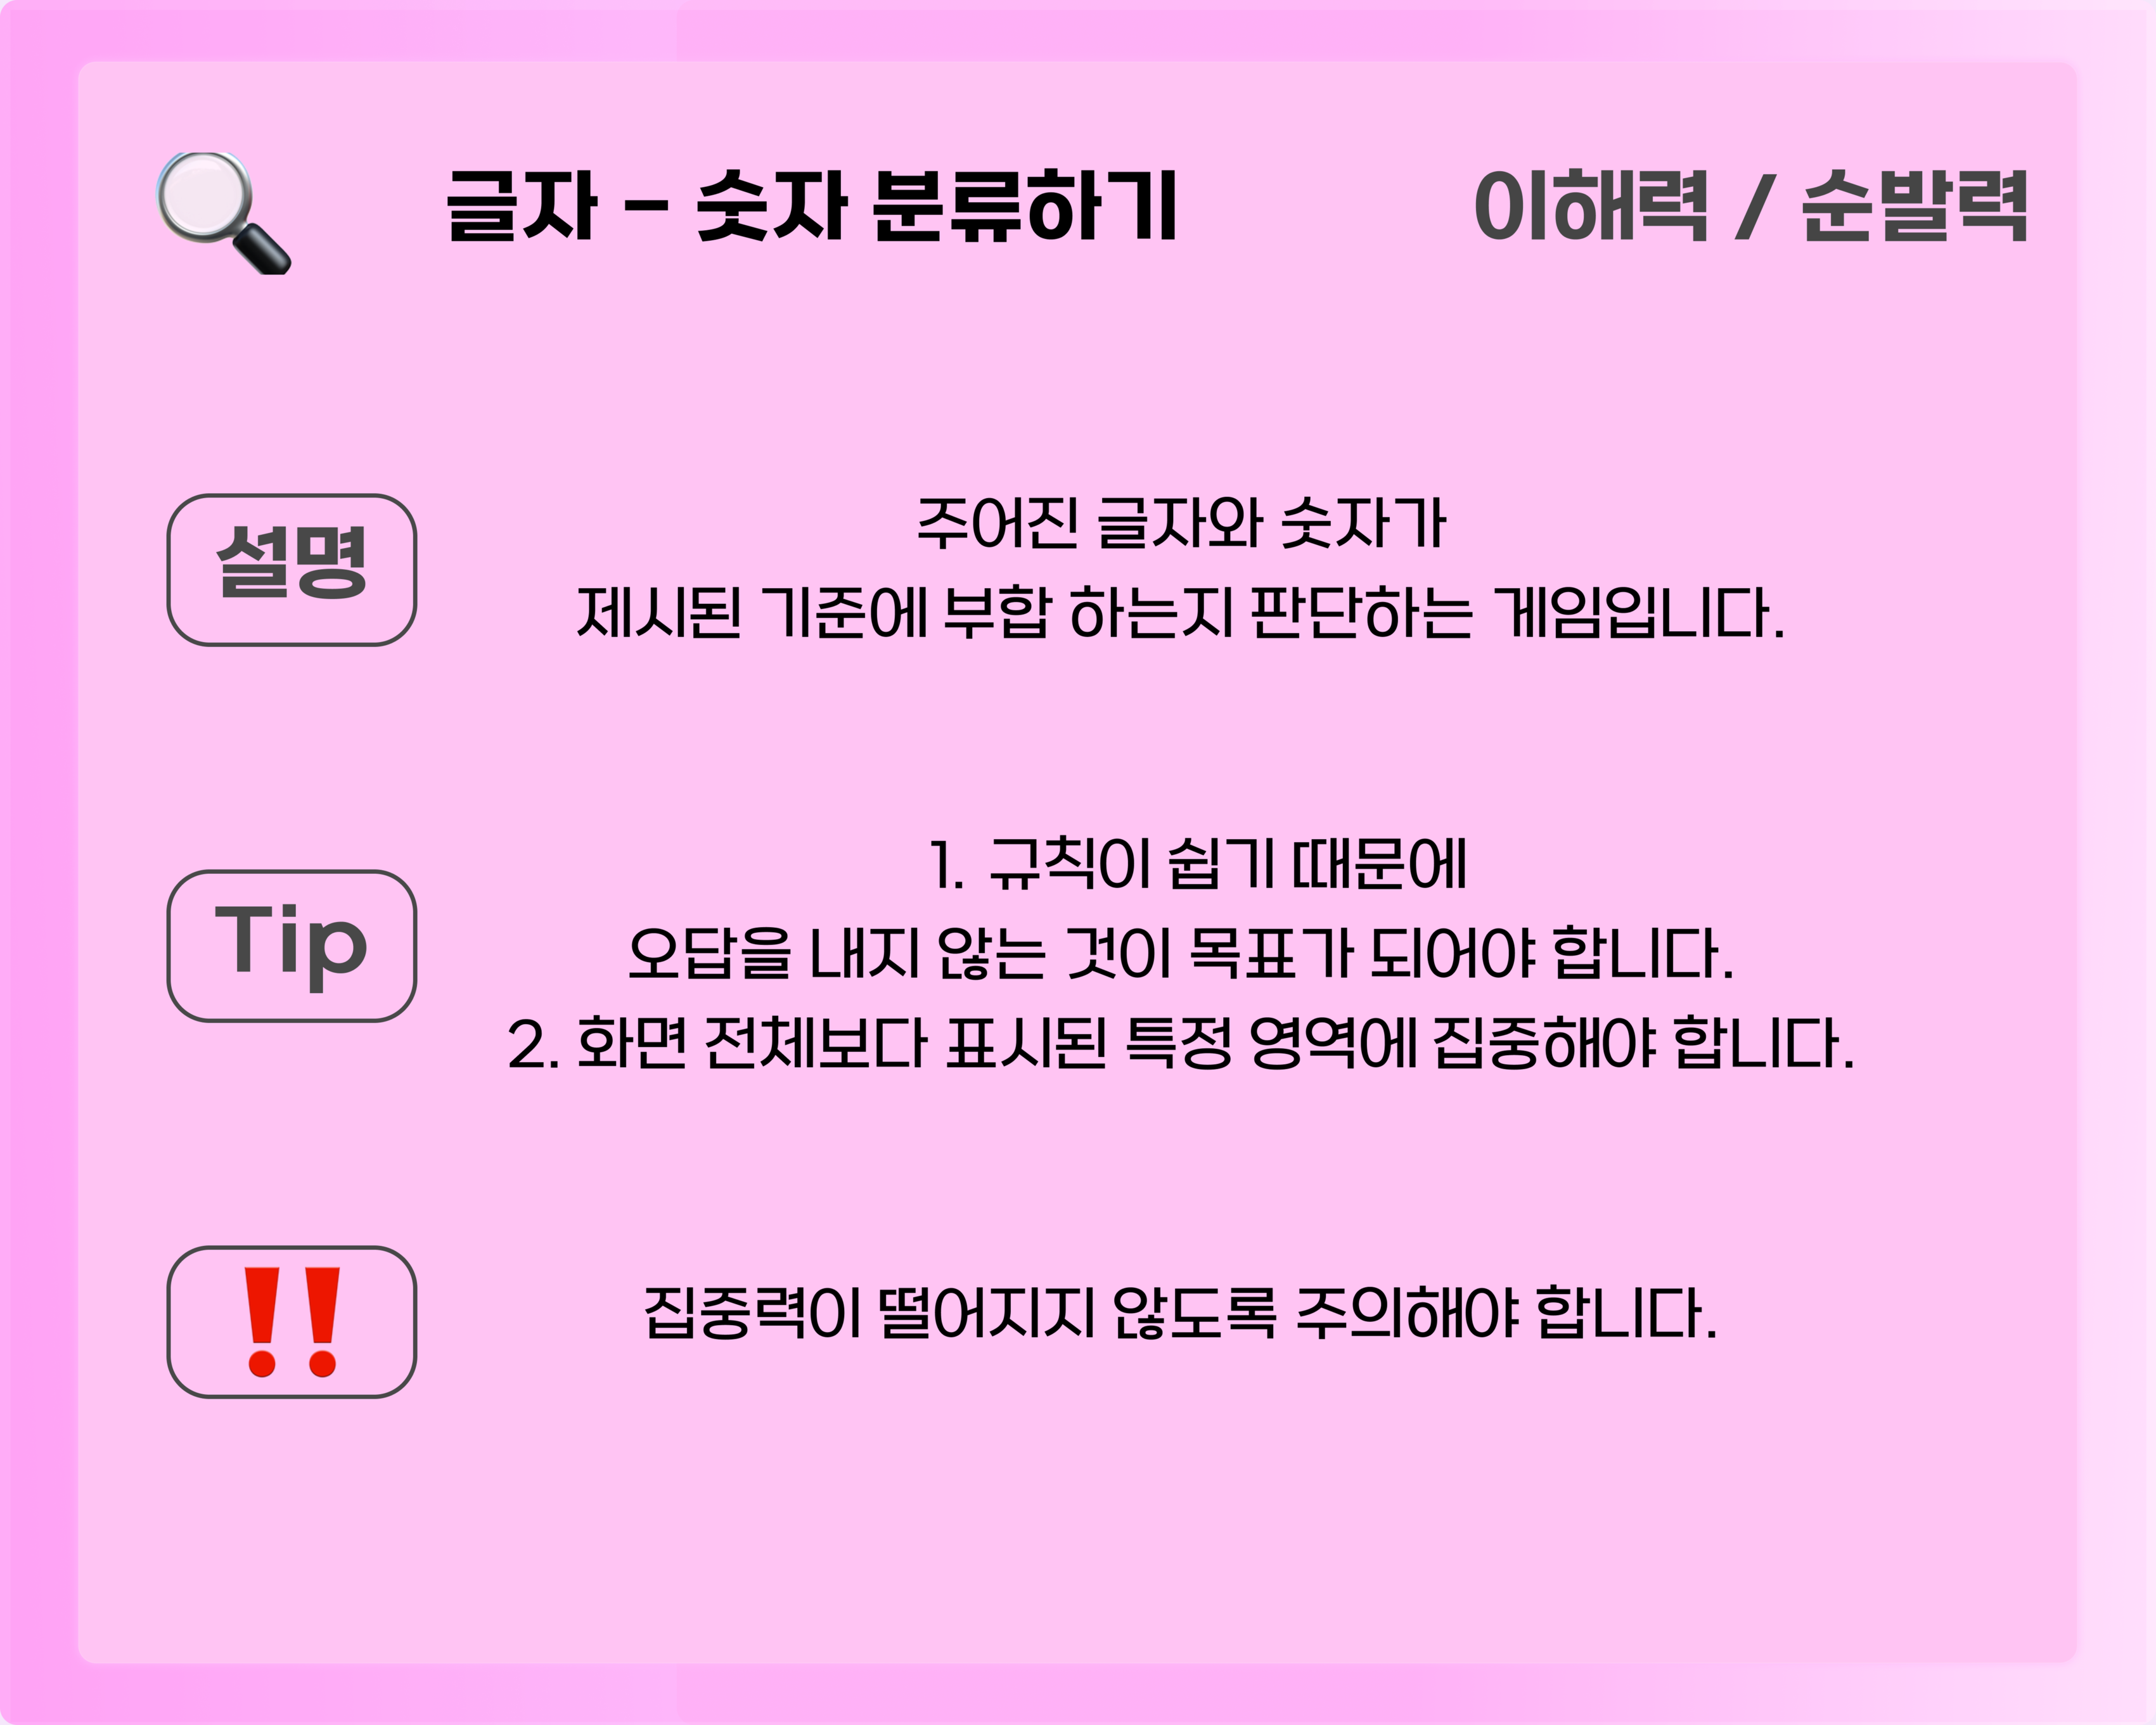 글자 - 숫자 분류하기
이해력 / 순발력
설명
주어진 글자와 숫자가
제시된 기준에 부합 하는지 판단하는 게임입니다.
Tip
1. 규칙이 쉽기 때문에
오답을 내지 않는 것이 목표가 되어야 합니다.
2. 화면 전체보다 표시된 특정 영역에 집중해야 합니다.
‼
집중력이 떨어지지 않도록 주의해야 합니다.